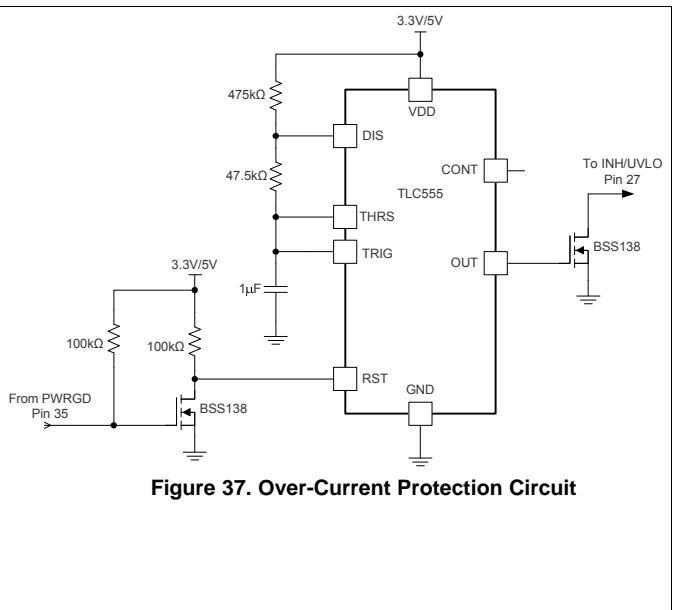 3.3V/5V
475kΩ
VDD
DIS
CONT
To INH/UVLO
Pin 27
47.5kΩ
TLC555
THRS
BSS138
TRIG
OUT
3.3V/5V
1μF
100kΩ
100kΩ
RST
GND
From PWRGD
Pin 35
BSS138
Figure 37. Over-Current Protection Circuit